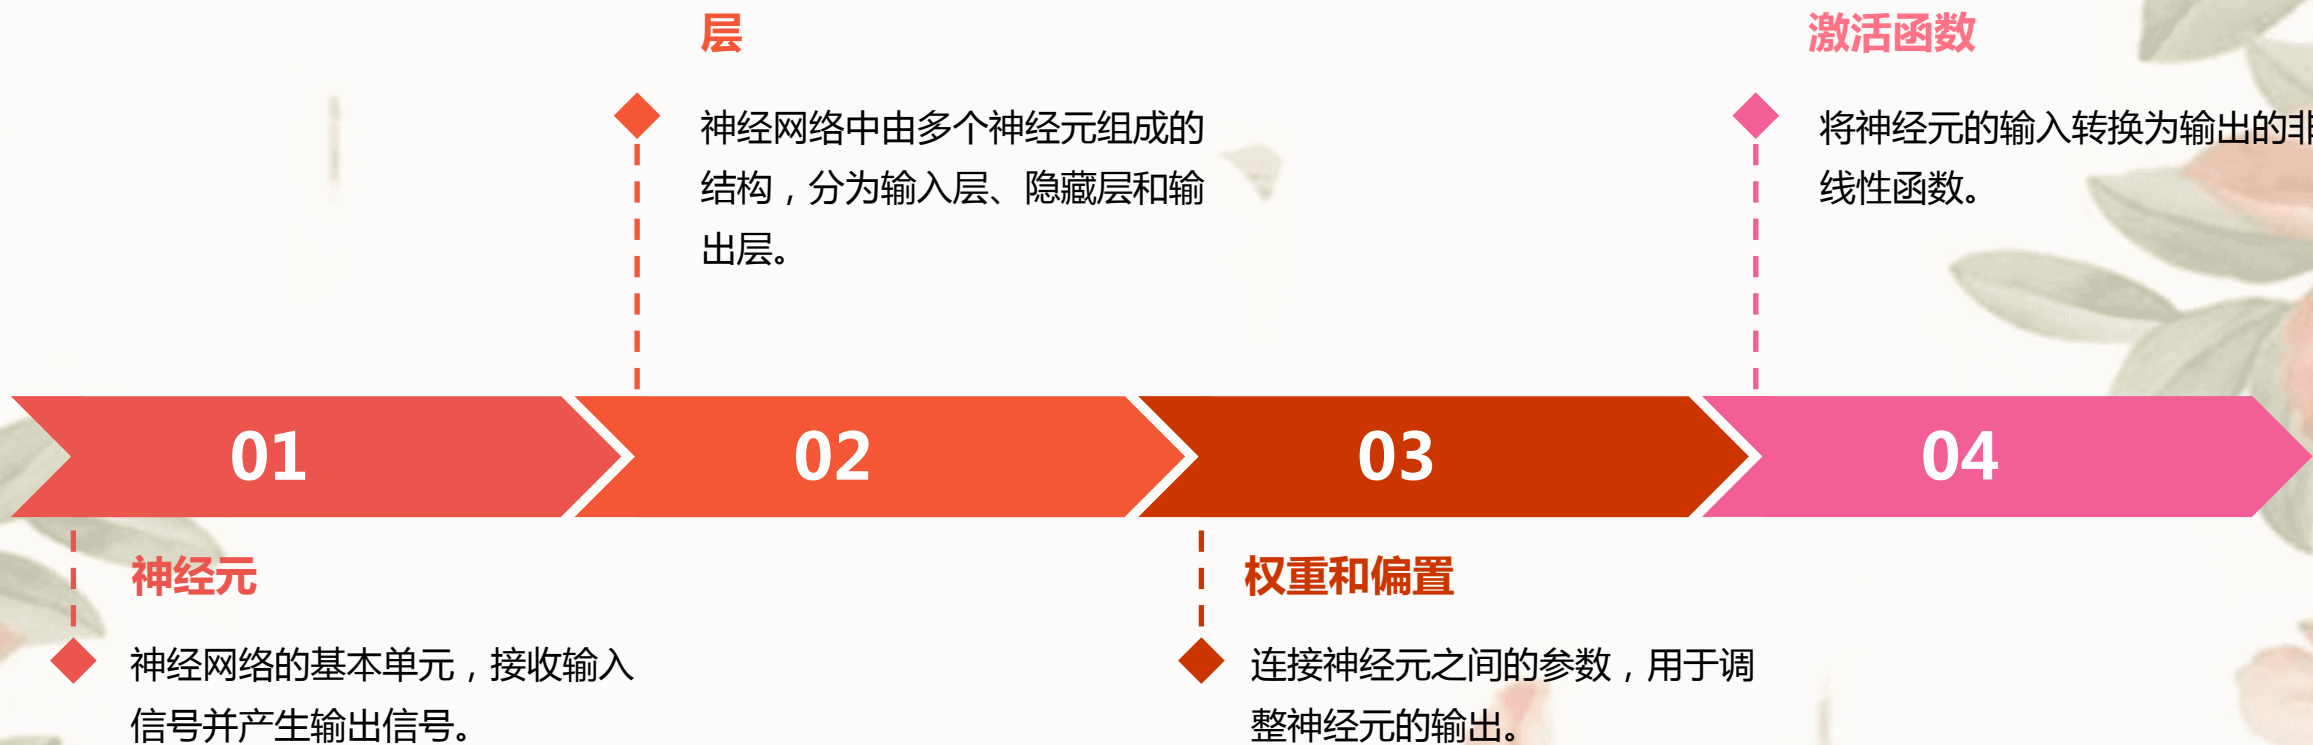 层
神经网络中由多个神经元组成的
结构，分为输入层、隐藏层和输
出层。
激活函数
将神经元的输入转换为输出的非
线性函数。
01
02
03
04
神经元
神经网络的基本单元，接收输入
信号并产生输出信号。
权重和偏置
连接神经元之间的参数，用于调
整神经元的输出。